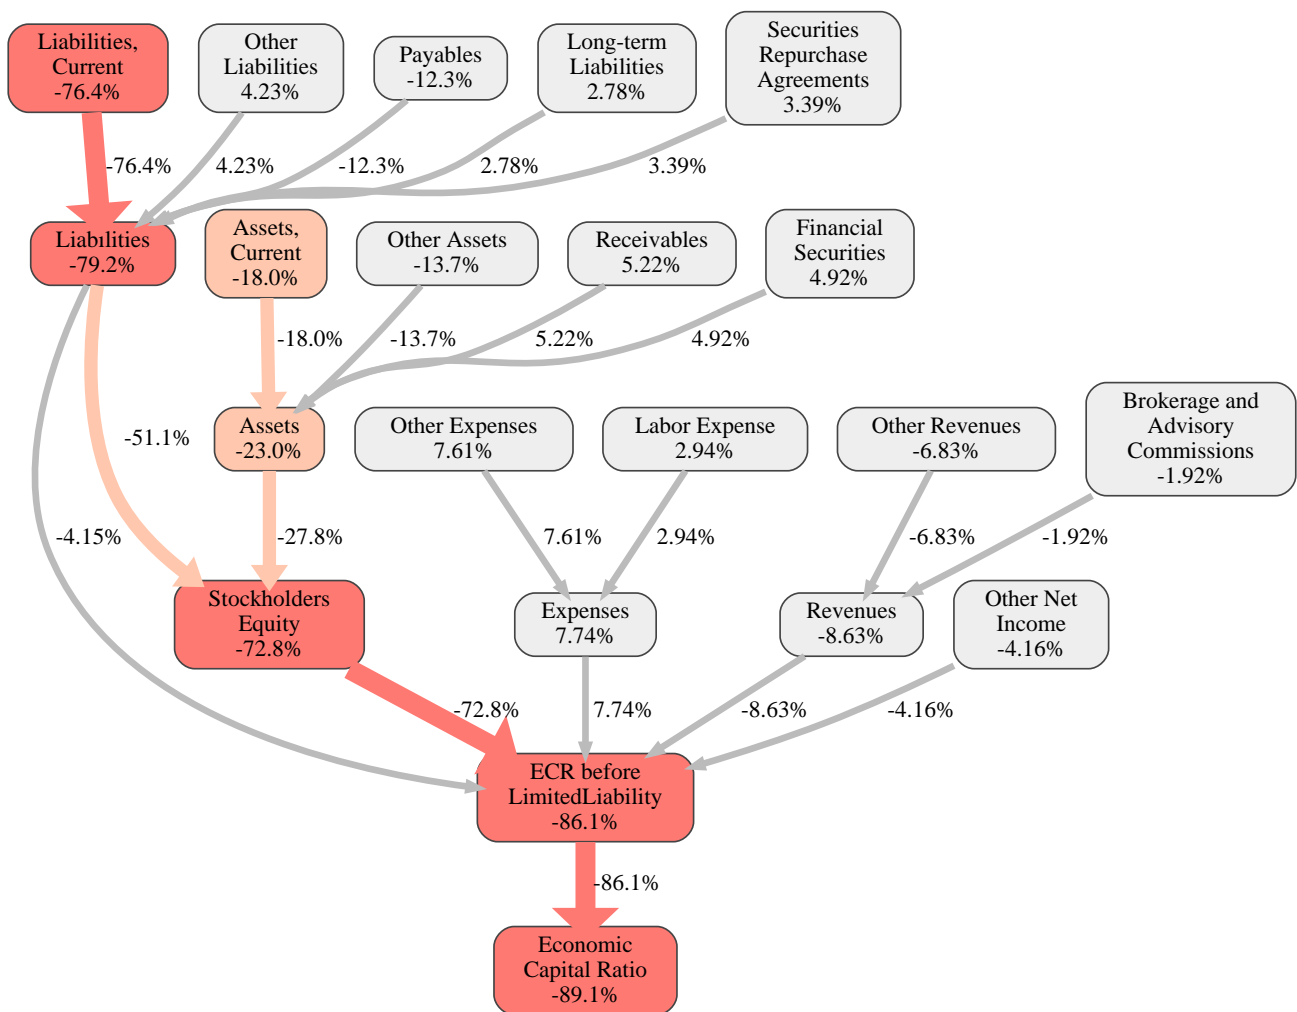 Liabilities,
Current
-76.4%
Other
Liabilities
4.23%
Payables
-12.3%
Long-term
Liabilities
2.78%
Securities
Repurchase
Agreements
3.39%
-76.4%
4.23%
-12.3%
2.78%
3.39%
Liabilities
-79.2%
Assets,
Current
-18.0%
Other Assets
-13.7%
Receivables
5.22%
Financial
Securities
4.92%
-18.0%
-13.7%
5.22%
4.92%
-51.1%
Assets
-23.0%
Other Expenses
7.61%
Labor Expense
2.94%
Other Revenues
-6.83%
Brokerage and
Advisory
Commissions
-1.92%
-4.15%
-27.8%
7.61%
2.94%
-6.83%
-1.92%
Stockholders
Equity
-72.8%
Expenses
7.74%
Revenues
-8.63%
Other Net
Income
-4.16%
-72.8%
7.74%
-8.63%
-4.16%
ECR before
LimitedLiability
-86.1%
-86.1%
Economic
Capital Ratio
-89.1%